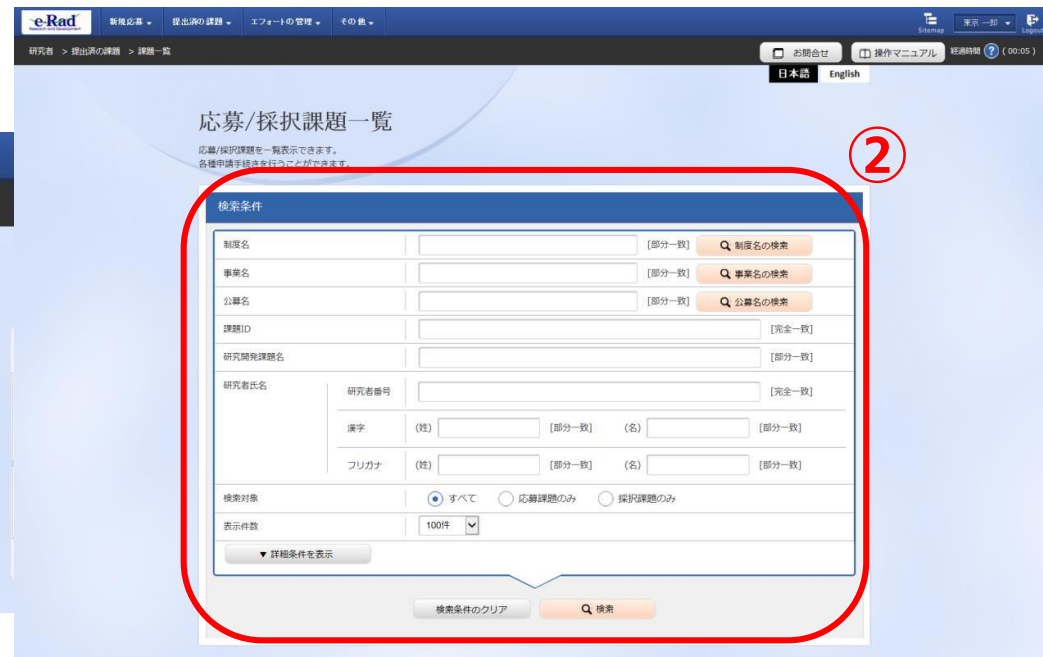 e-Rad 新規応募 提出済の課題 エフォートの管理 その他 Sitemap 東京 一郎 Logout
研究者 > 提出済の課題 > 課題一覧 お問合せ 操作マニュアル 経過時間 ? ( 00:05 )
日本語 English
応募/採択課題一覧
応募/採択課題を一覧表示できます。
各種申請手続きを行うことができます。
②
検索条件
制度名 [部分一致] 制度名の検索
事業名 [部分一致] 事業名の検索
公募名 [部分一致] 公募名の検索
課題ID [完全一致]
研究開発課題名 [部分一致]
研究者氏名 研究者番号 [完全一致]
漢字 (姓) [部分一致] (名) [部分一致]
フリガナ (姓) [部分一致] (名) [部分一致]
検索対象 すべて 応募課題のみ 採択課題のみ
表示件数 100件
▼ 詳細条件を表示
検索条件のクリア 検索